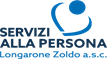 SERVIZI
ALLA PERSONA
Longarone Zoldo a.s.c.